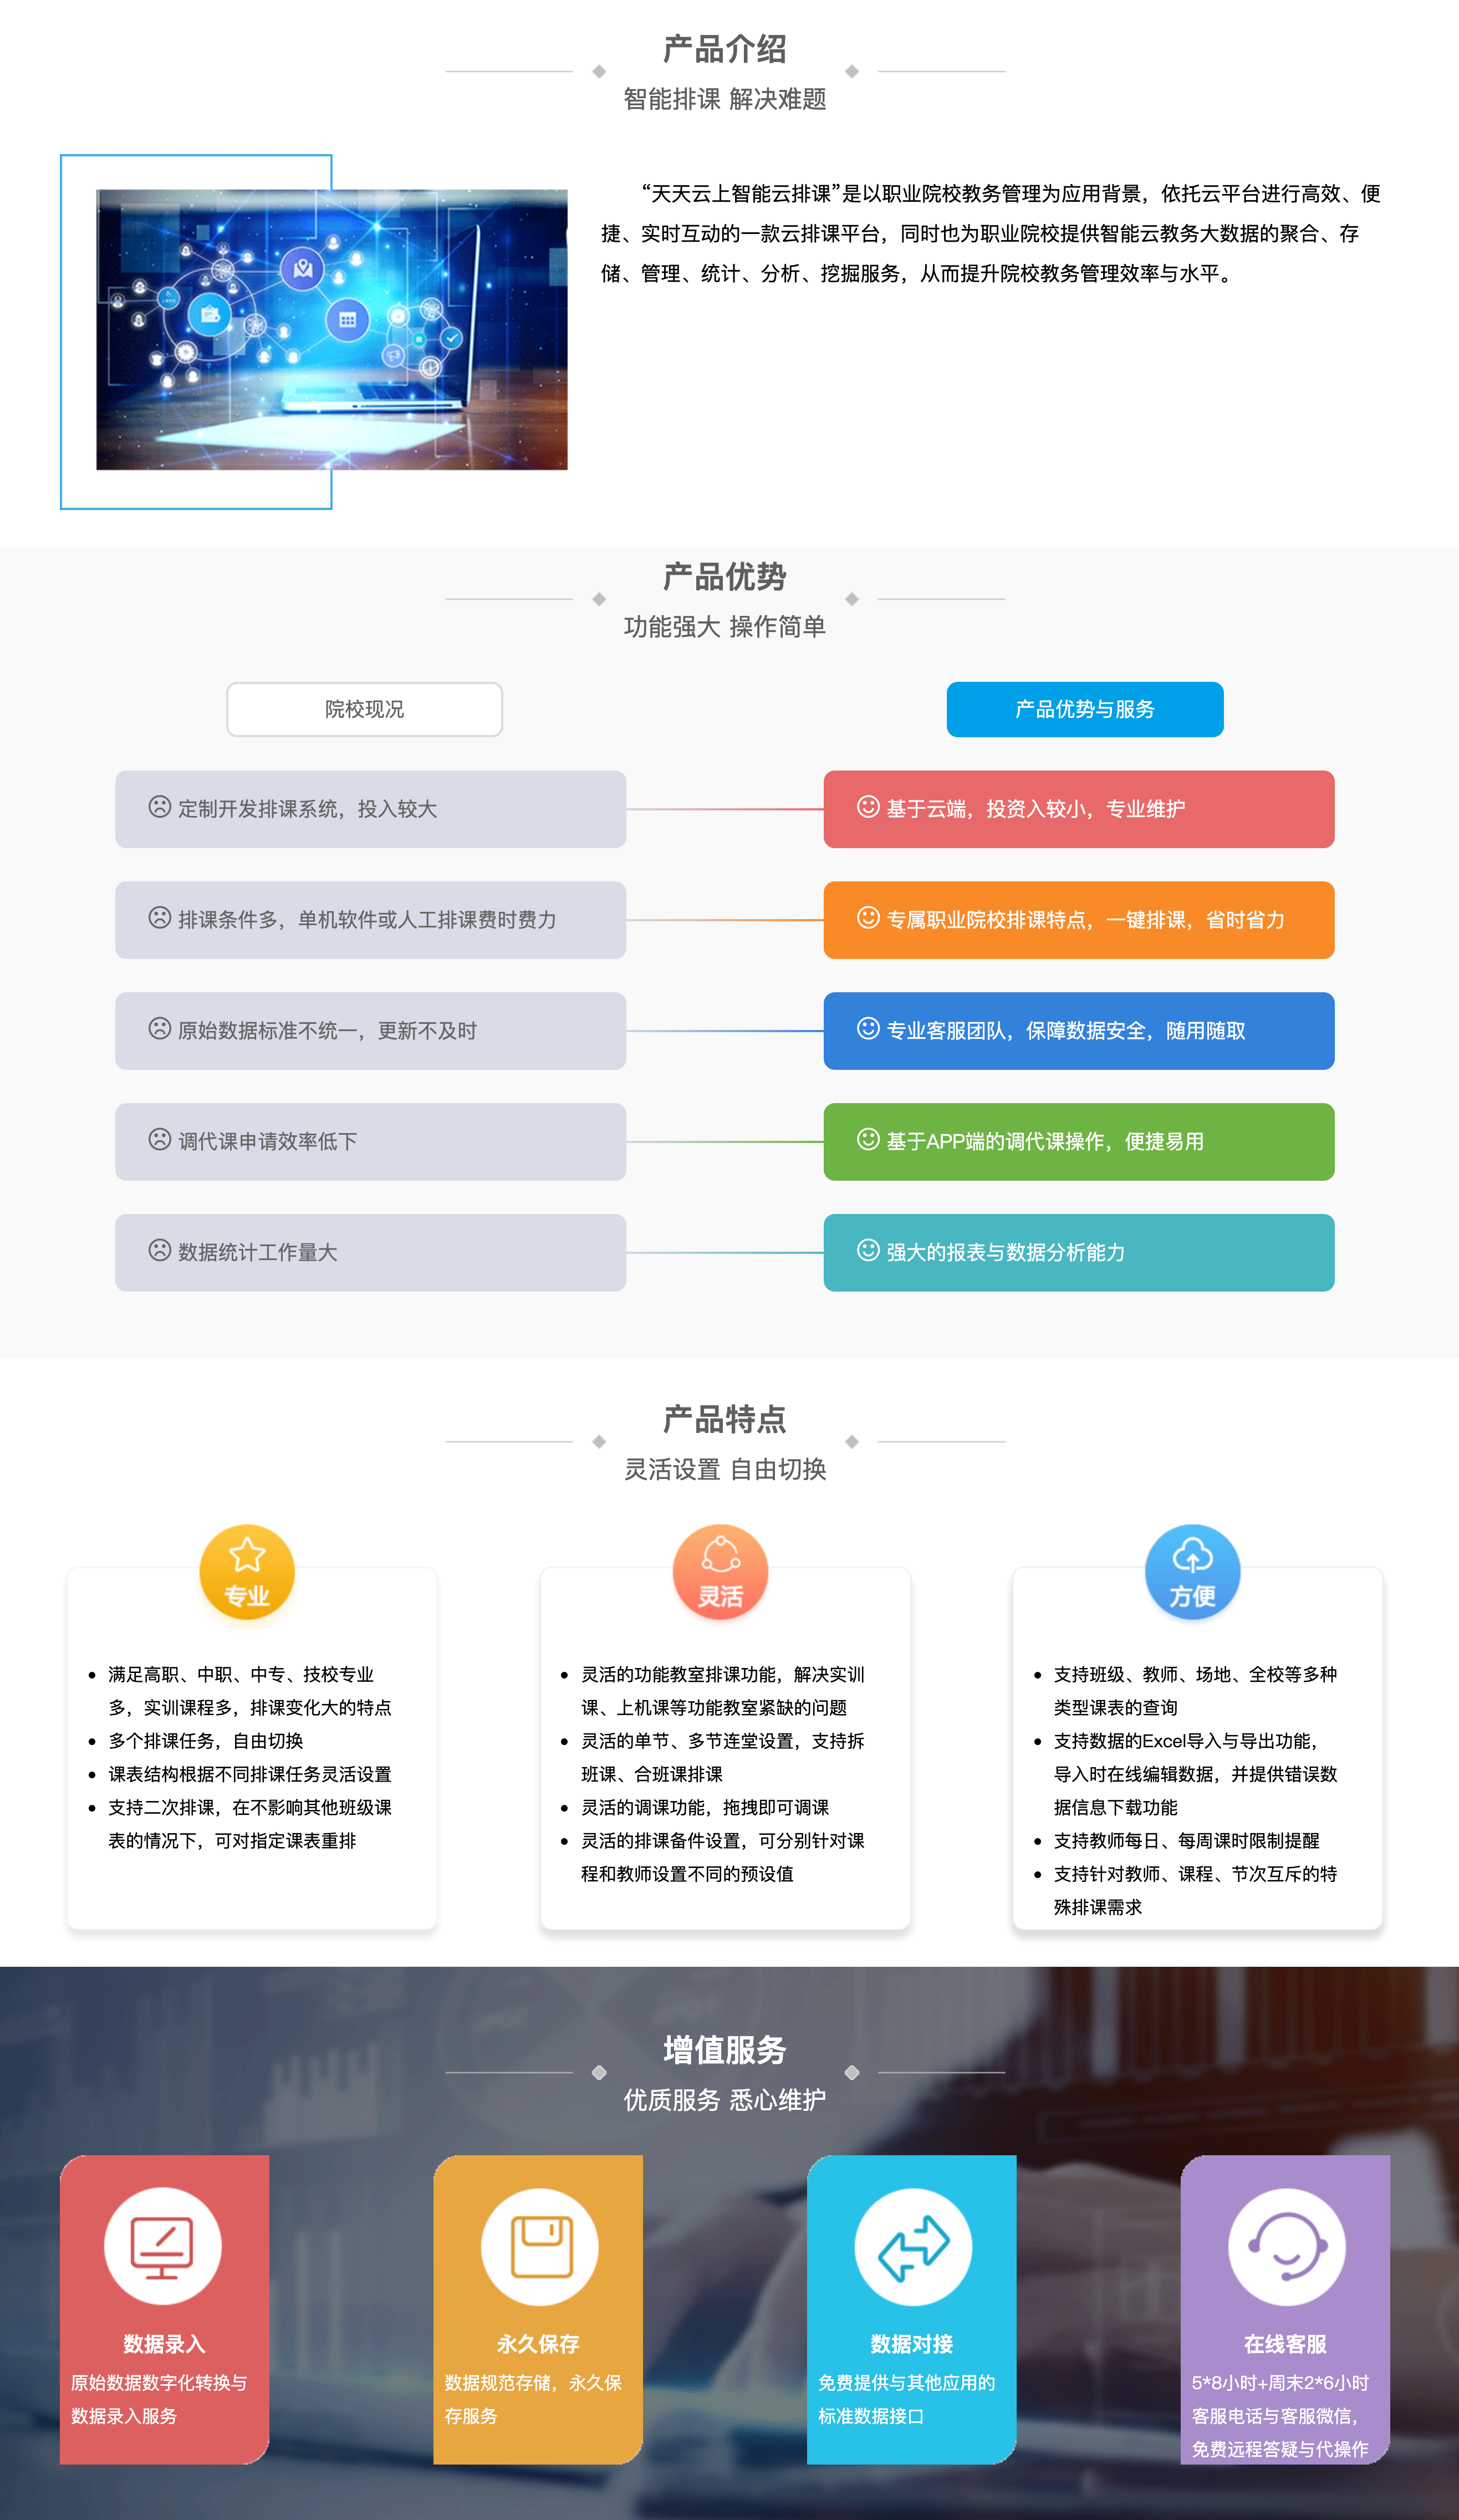 产品介绍
智能排课 解决难题
“天天云上智能云排课”是以职业院校教务管理为应用背景，依托云平台进行高效、便
捷、实时互动的一款云排课平台，同时也为职业院校提供智能云教务大数据的聚合、存
储、管理、统计、分析、挖掘服务，从而提升院校教务管理效率与水平。
产品优势
功能强大 操作简单
院校现况
产品优势与服务
定制开发排课系统，投入较大
基于云端，投资入较小，专业维护
排课条件多，单机软件或人工排课费时费力
专属职业院校排课特点，一键排课，省时省力
原始数据标准不统一，更新不及时
专业客服团队，保障数据安全，随用随取
调代课申请效率低下
基于APP端的调代课操作，便捷易用
数据统计工作量大
强大的报表与数据分析能力
产品特点
灵活设置 自由切换
专业
满足高职、中职、中专、技校专业
多，实训课程多，排课变化大的特点
多个排课任务，自由切换
课表结构根据不同排课任务灵活设置
支持二次排课，在不影响其他班级课
表的情况下，可对指定课表重排
灵活
灵活的功能教室排课功能，解决实训
课、上机课等功能教室紧缺的问题
灵活的单节、多节连堂设置，支持拆
班课、合班课排课
灵活的调课功能，拖拽即可调课
灵活的排课备件设置，可分别针对课
程和教师设置不同的预设值
方便
支持班级、教师、场地、全校等多种
类型课表的查询
支持数据的Excel导入与导出功能，
导入时在线编辑数据，并提供错误数
据信息下载功能
支持教师每日、每周课时限制提醒
支持针对教师、课程、节次互斥的特
殊排课需求
增值服务
优质服务 悉心维护
数据录入
原始数据数字化转换与
数据录入服务
永久保存
数据规范存储，永久保
存服务
数据对接
免费提供与其他应用的
标准数据接口
在线客服
5*8小时+周末2*6小时
客服电话与客服微信，
免费远程答疑与代操作